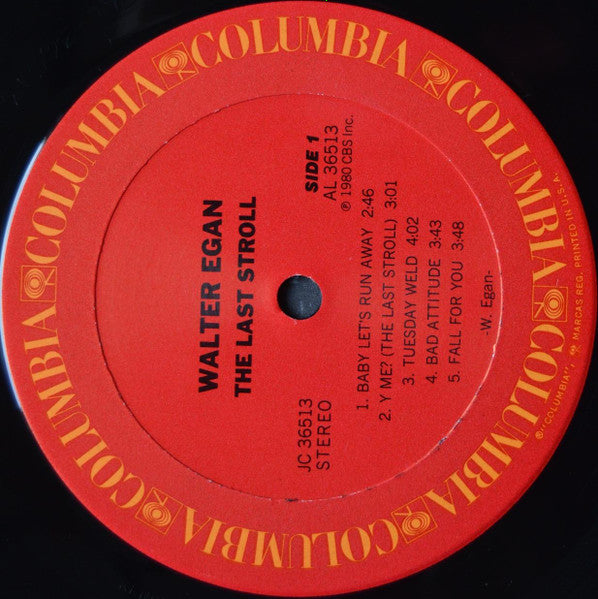 COLUMBIA COLUMBIA COLUMBIA COLUMBIA COLUMBIA COLUMBIA
WALTER EGAN
THE LAST STROLL
JC 36513
STEREO
SIDE 1
AL 36513
℗ 1980 CBS Inc.
1. BABY LET'S RUN AWAY 2:46
2. Y ME? (THE LAST STROLL) 3:01
3. TUESDAY WELD 4:02
4. BAD ATTITUDE 3:43
5. FALL FOR YOU 3:48
-W. Egan-
®"COLUMBIA", MARCAS REG. PRINTED IN U.S.A.